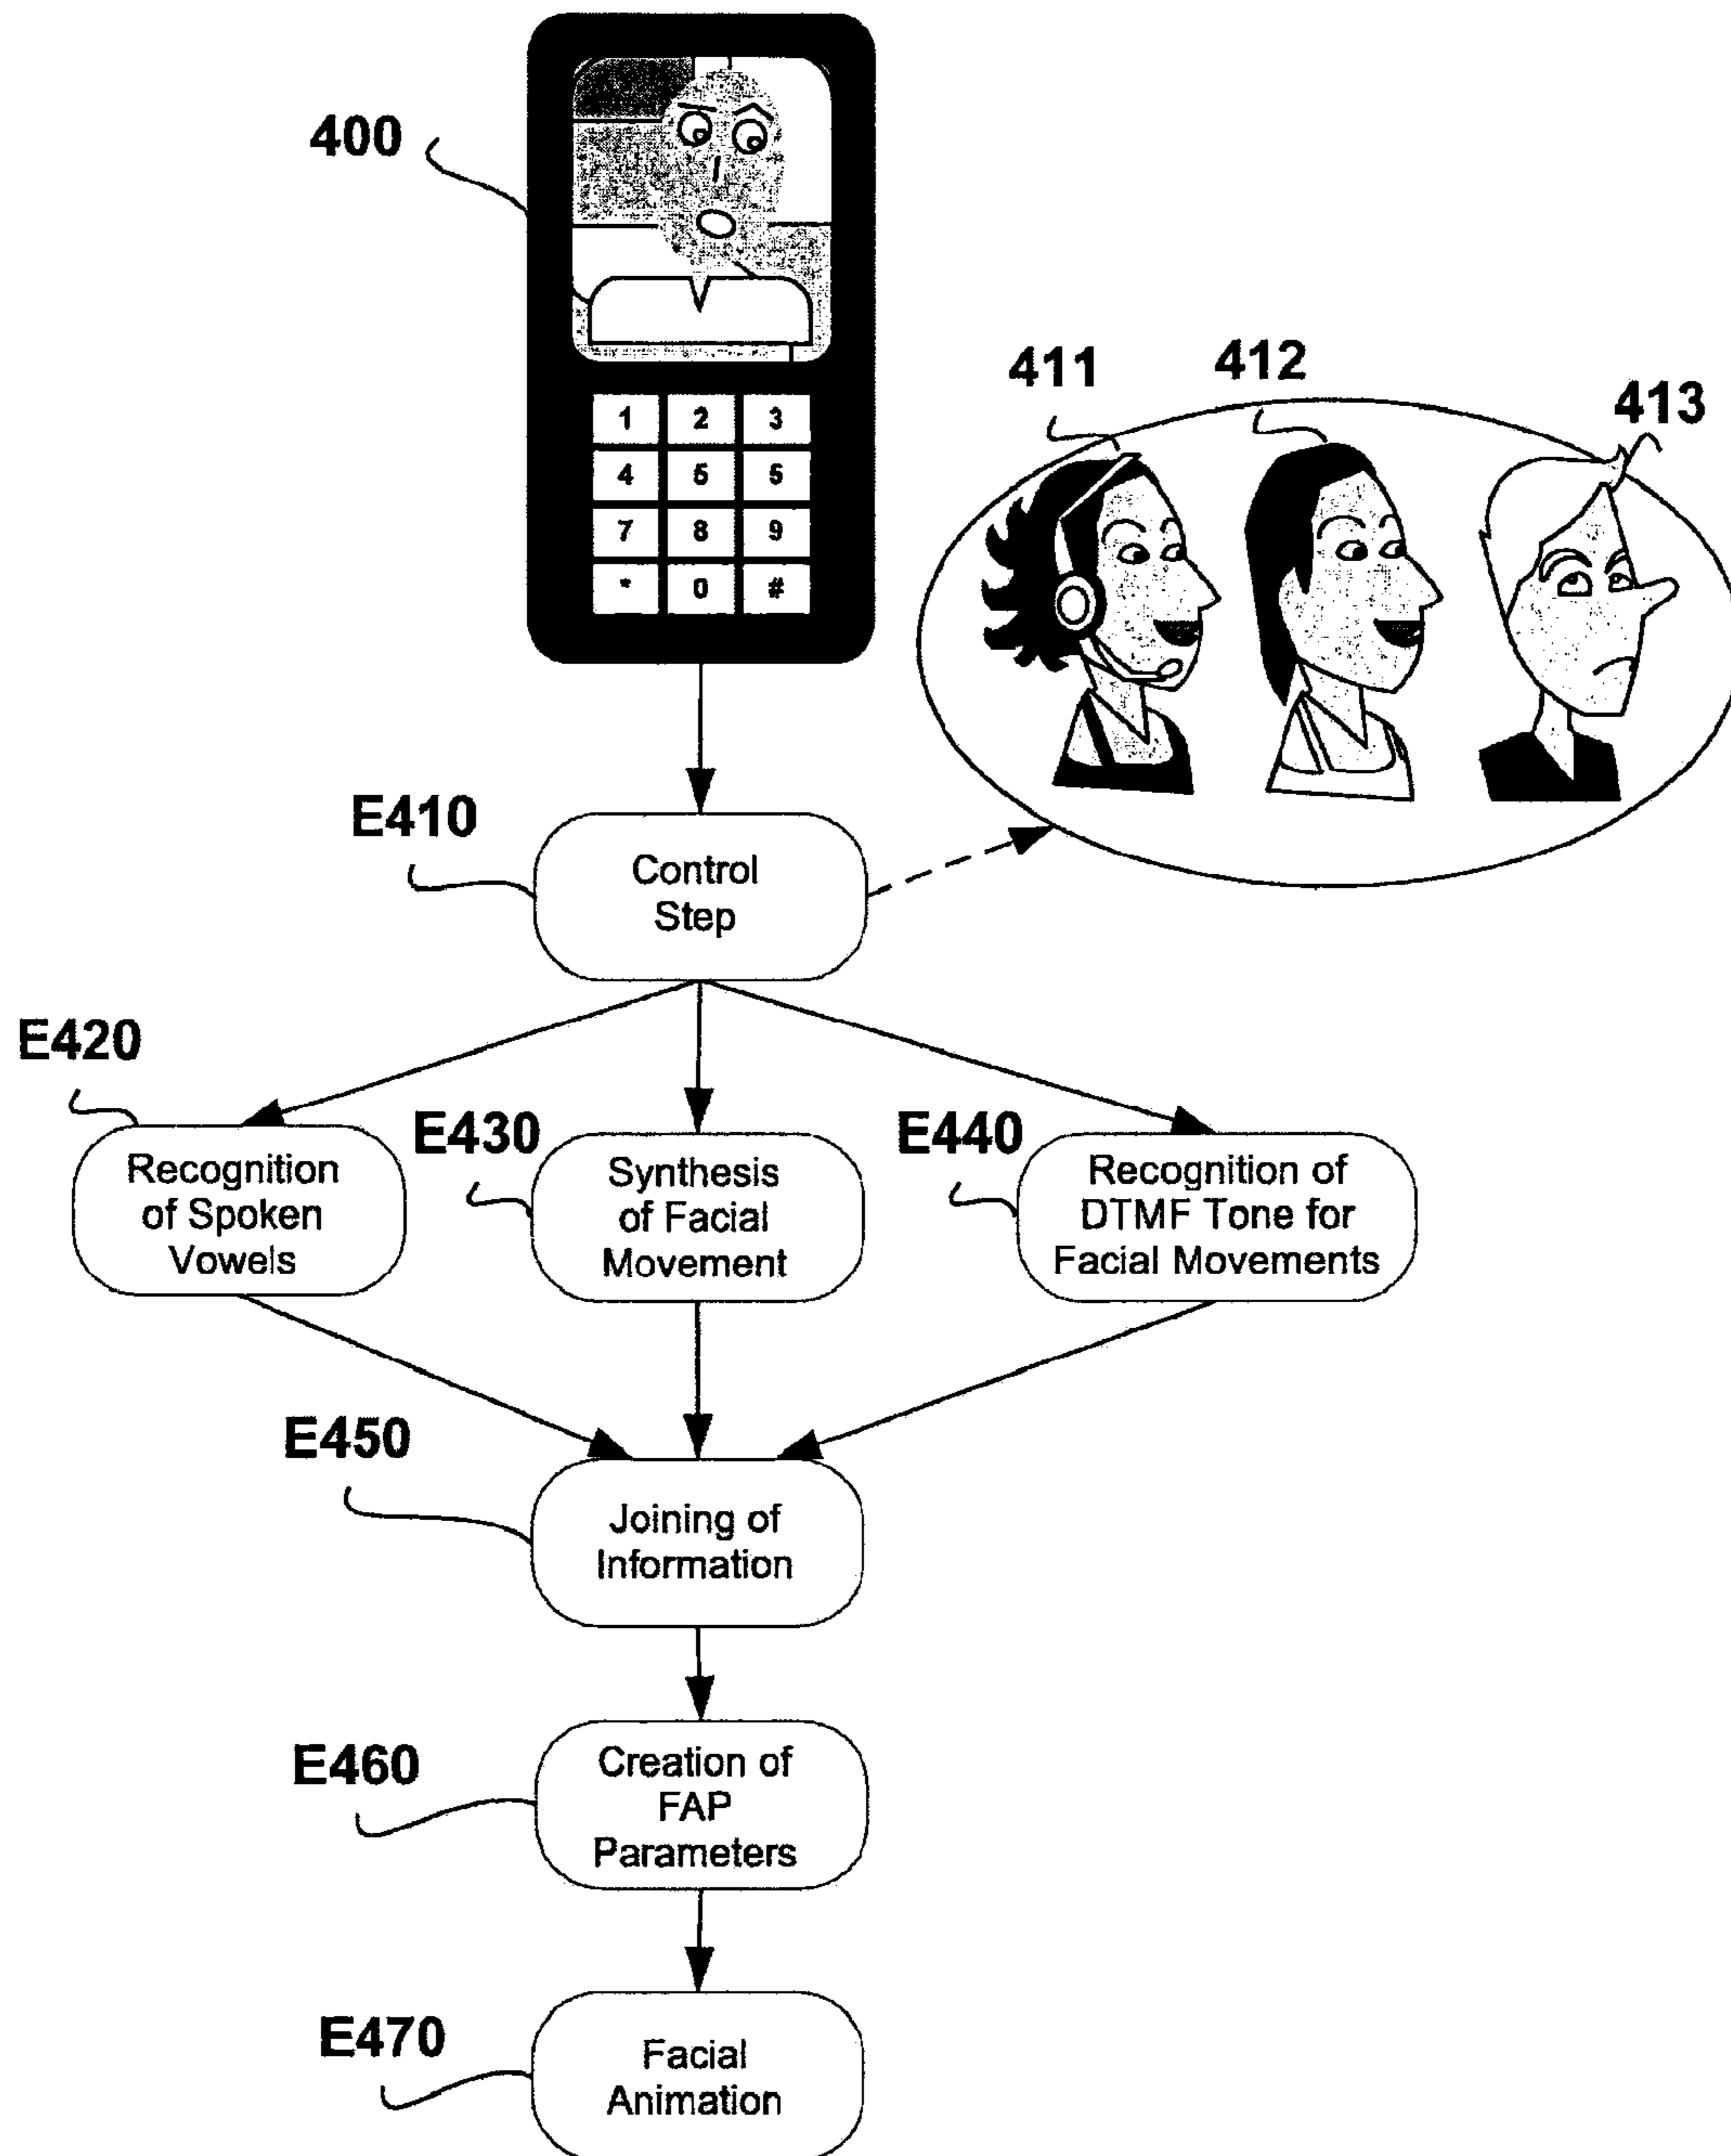 400
1 2 3
4 5 5
7 8 9
* 0 #
411
412
413
E410
Control
Step
E420
Recognition
of Spoken
Vowels
E430
Synthesis
of Facial
Movement
E440
Recognition of
DTMF Tone for
Facial Movements
E450
Joining of
Information
E460
Creation of
FAP
Parameters
E470
Facial
Animation